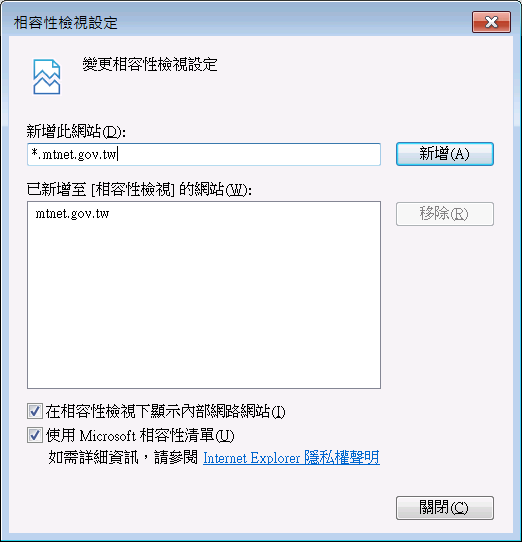 相容性檢視設定
變更相容性檢視設定
新增此網站(D):
*.mtnet.gov.tw
新增(A)
已新增至 [相容性檢視] 的網站(W):
mtnet.gov.tw
移除(R)
在相容性檢視下顯示內部網路網站(I)
使用 Microsoft 相容性清單(U)
如需詳細資訊，請參閱 Internet Explorer 隱私權聲明
關閉(C)